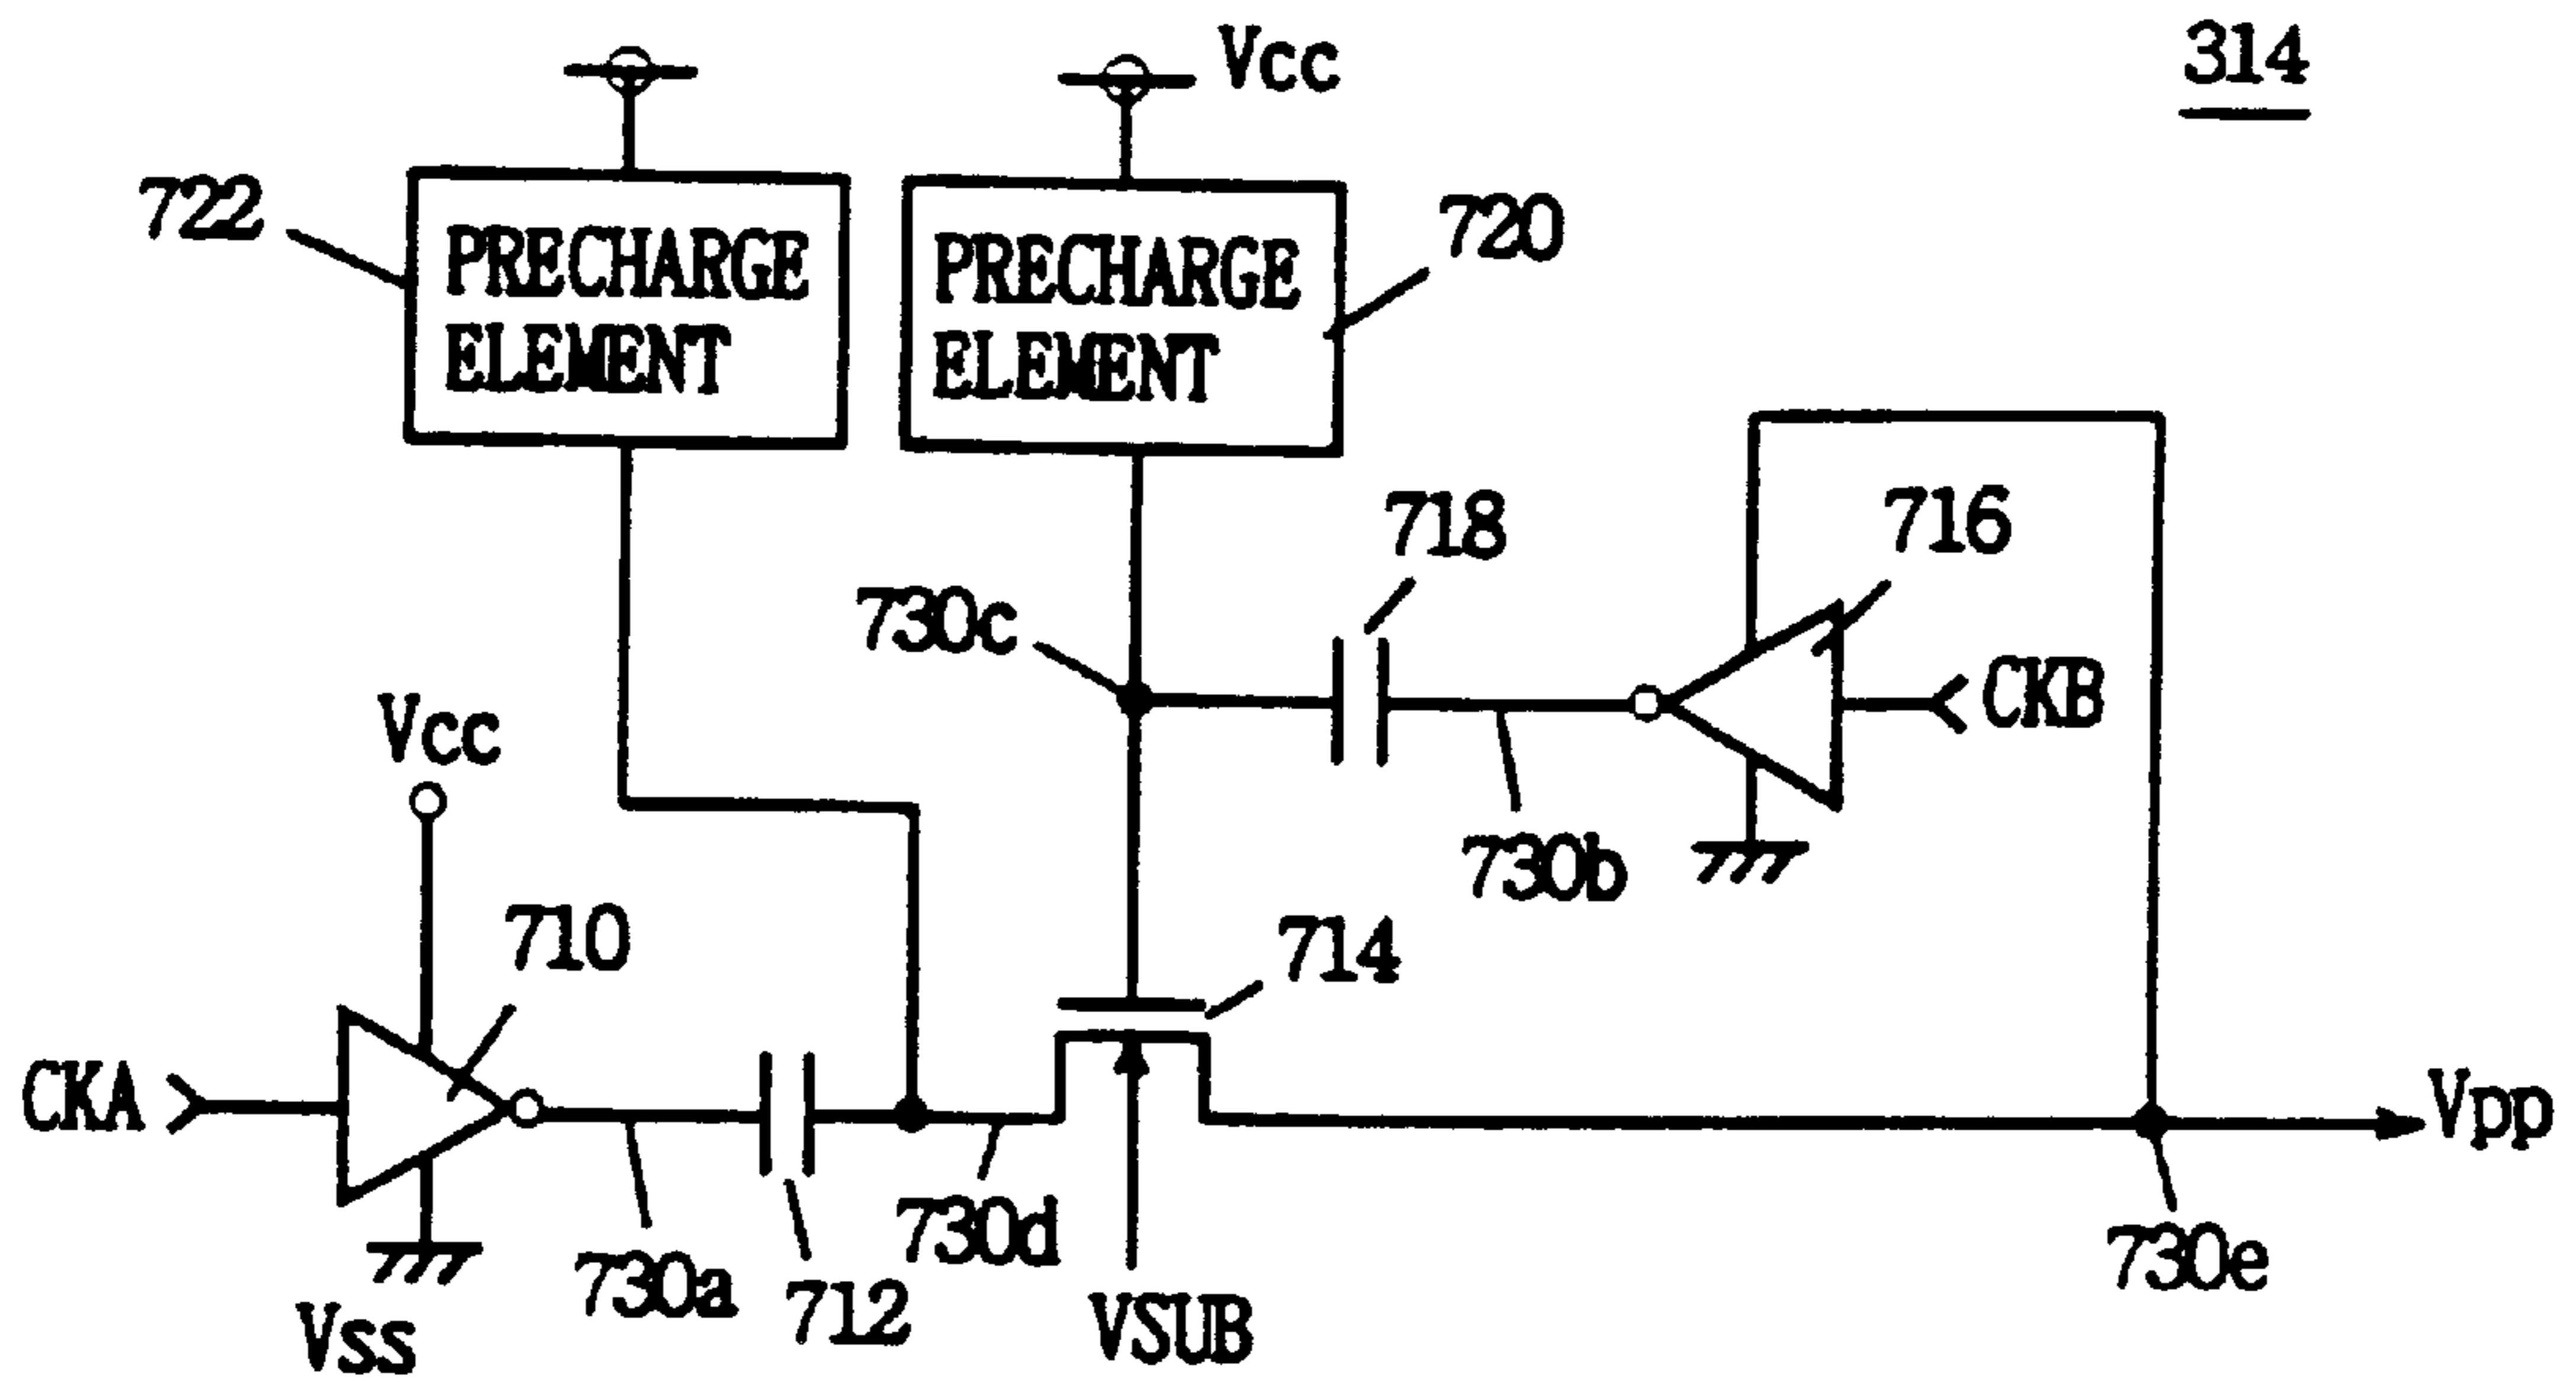 314
Vcc
722
PRECHARGE
ELEMENT
PRECHARGE
ELEMENT
720
718
716
730c
CKB
Vcc
730b
710
714
CKA
Vpp
730d
730a
712
VSUB
730e
Vss